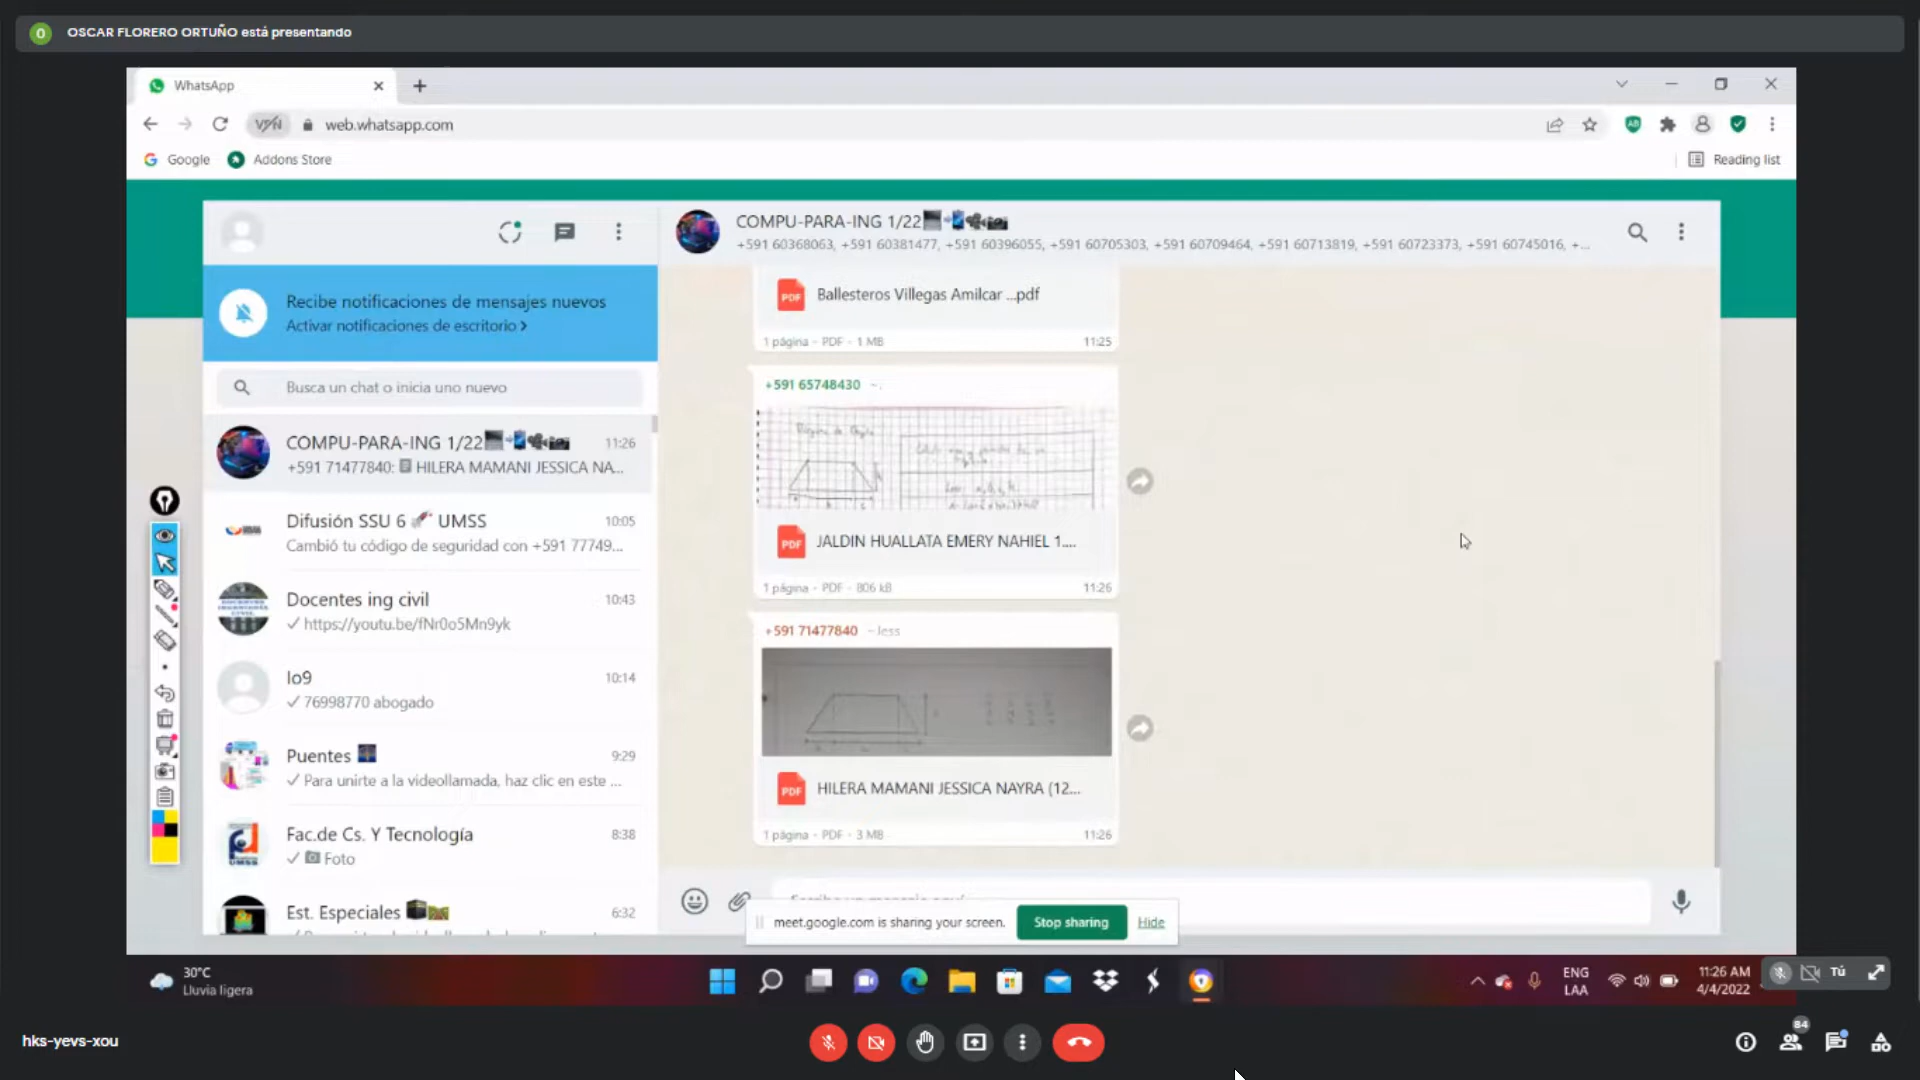 O OSCAR FLORERO ORTUÑO está presentando
WhatsApp
VPN web.whatsapp.com
Google Addons Store Reading list
COMPU-PARA-ING 1/22
+591 60368063, +591 60381477, +591 60396055, +591 60705303, +591 60709464, +591 60713819, +591 60723373, +591 60745016, +...
Recibe notificaciones de mensajes nuevos
Activar notificaciones de escritorio >
Busca un chat o inicia uno nuevo
COMPU-PARA-ING 1/22 11:26
+591 71477840: HILERA MAMANI JESSICA NA...
Difusión SSU 6 UMSS 10:05
Cambió tu código de seguridad con +591 77749...
Docentes ing civil 10:43
https://youtu.be/fNr0o5Mn9yk
lo9 10:14
76998770 abogado
Puentes 9:29
Para unirte a la videollamada, haz clic en este ...
Fac.de Cs. Y Tecnología 8:38
Foto
Est. Especiales 6:32
PDF Ballesteros Villegas Amilcar ...pdf
1 página - PDF - 1 MB 11:25
+591 65748430 ~.
PDF JALDIN HUALLATA EMERY NAHIEL 1....
1 página - PDF - 806 kB 11:26
+591 71477840 ~less
PDF HILERA MAMANI JESSICA NAYRA (12...
1 página - PDF - 3 MB 11:26
meet.google.com is sharing your screen. Stop sharing Hide
30°C
Lluvia ligera
ENG
LAA
11:26 AM
4/4/2022
Tú
hks-yevs-xou
84